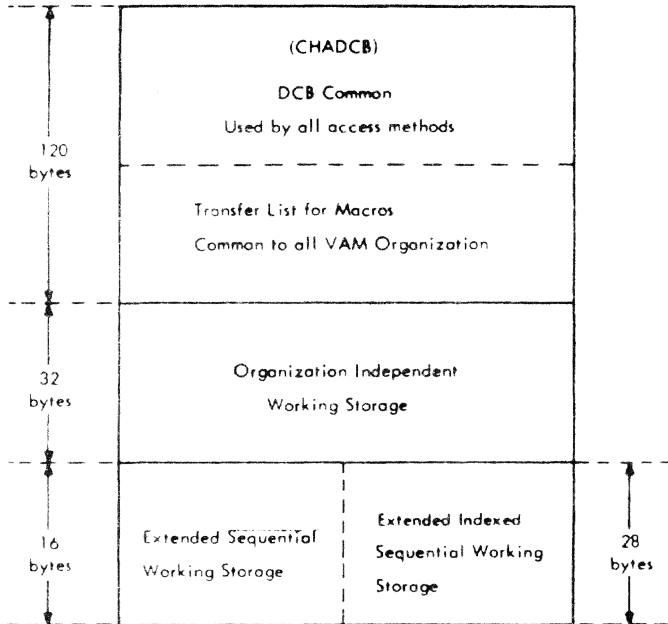 (CHADCB)
DCB Common
Used by all access methods
120
bytes
Transfer List for Macros
Common to all VAM Organization
32
bytes
Organization Independent
Working Storage
16
bytes
Extended Sequential
Working Storage
Extended Indexed
Sequential Working
Storage
28
bytes